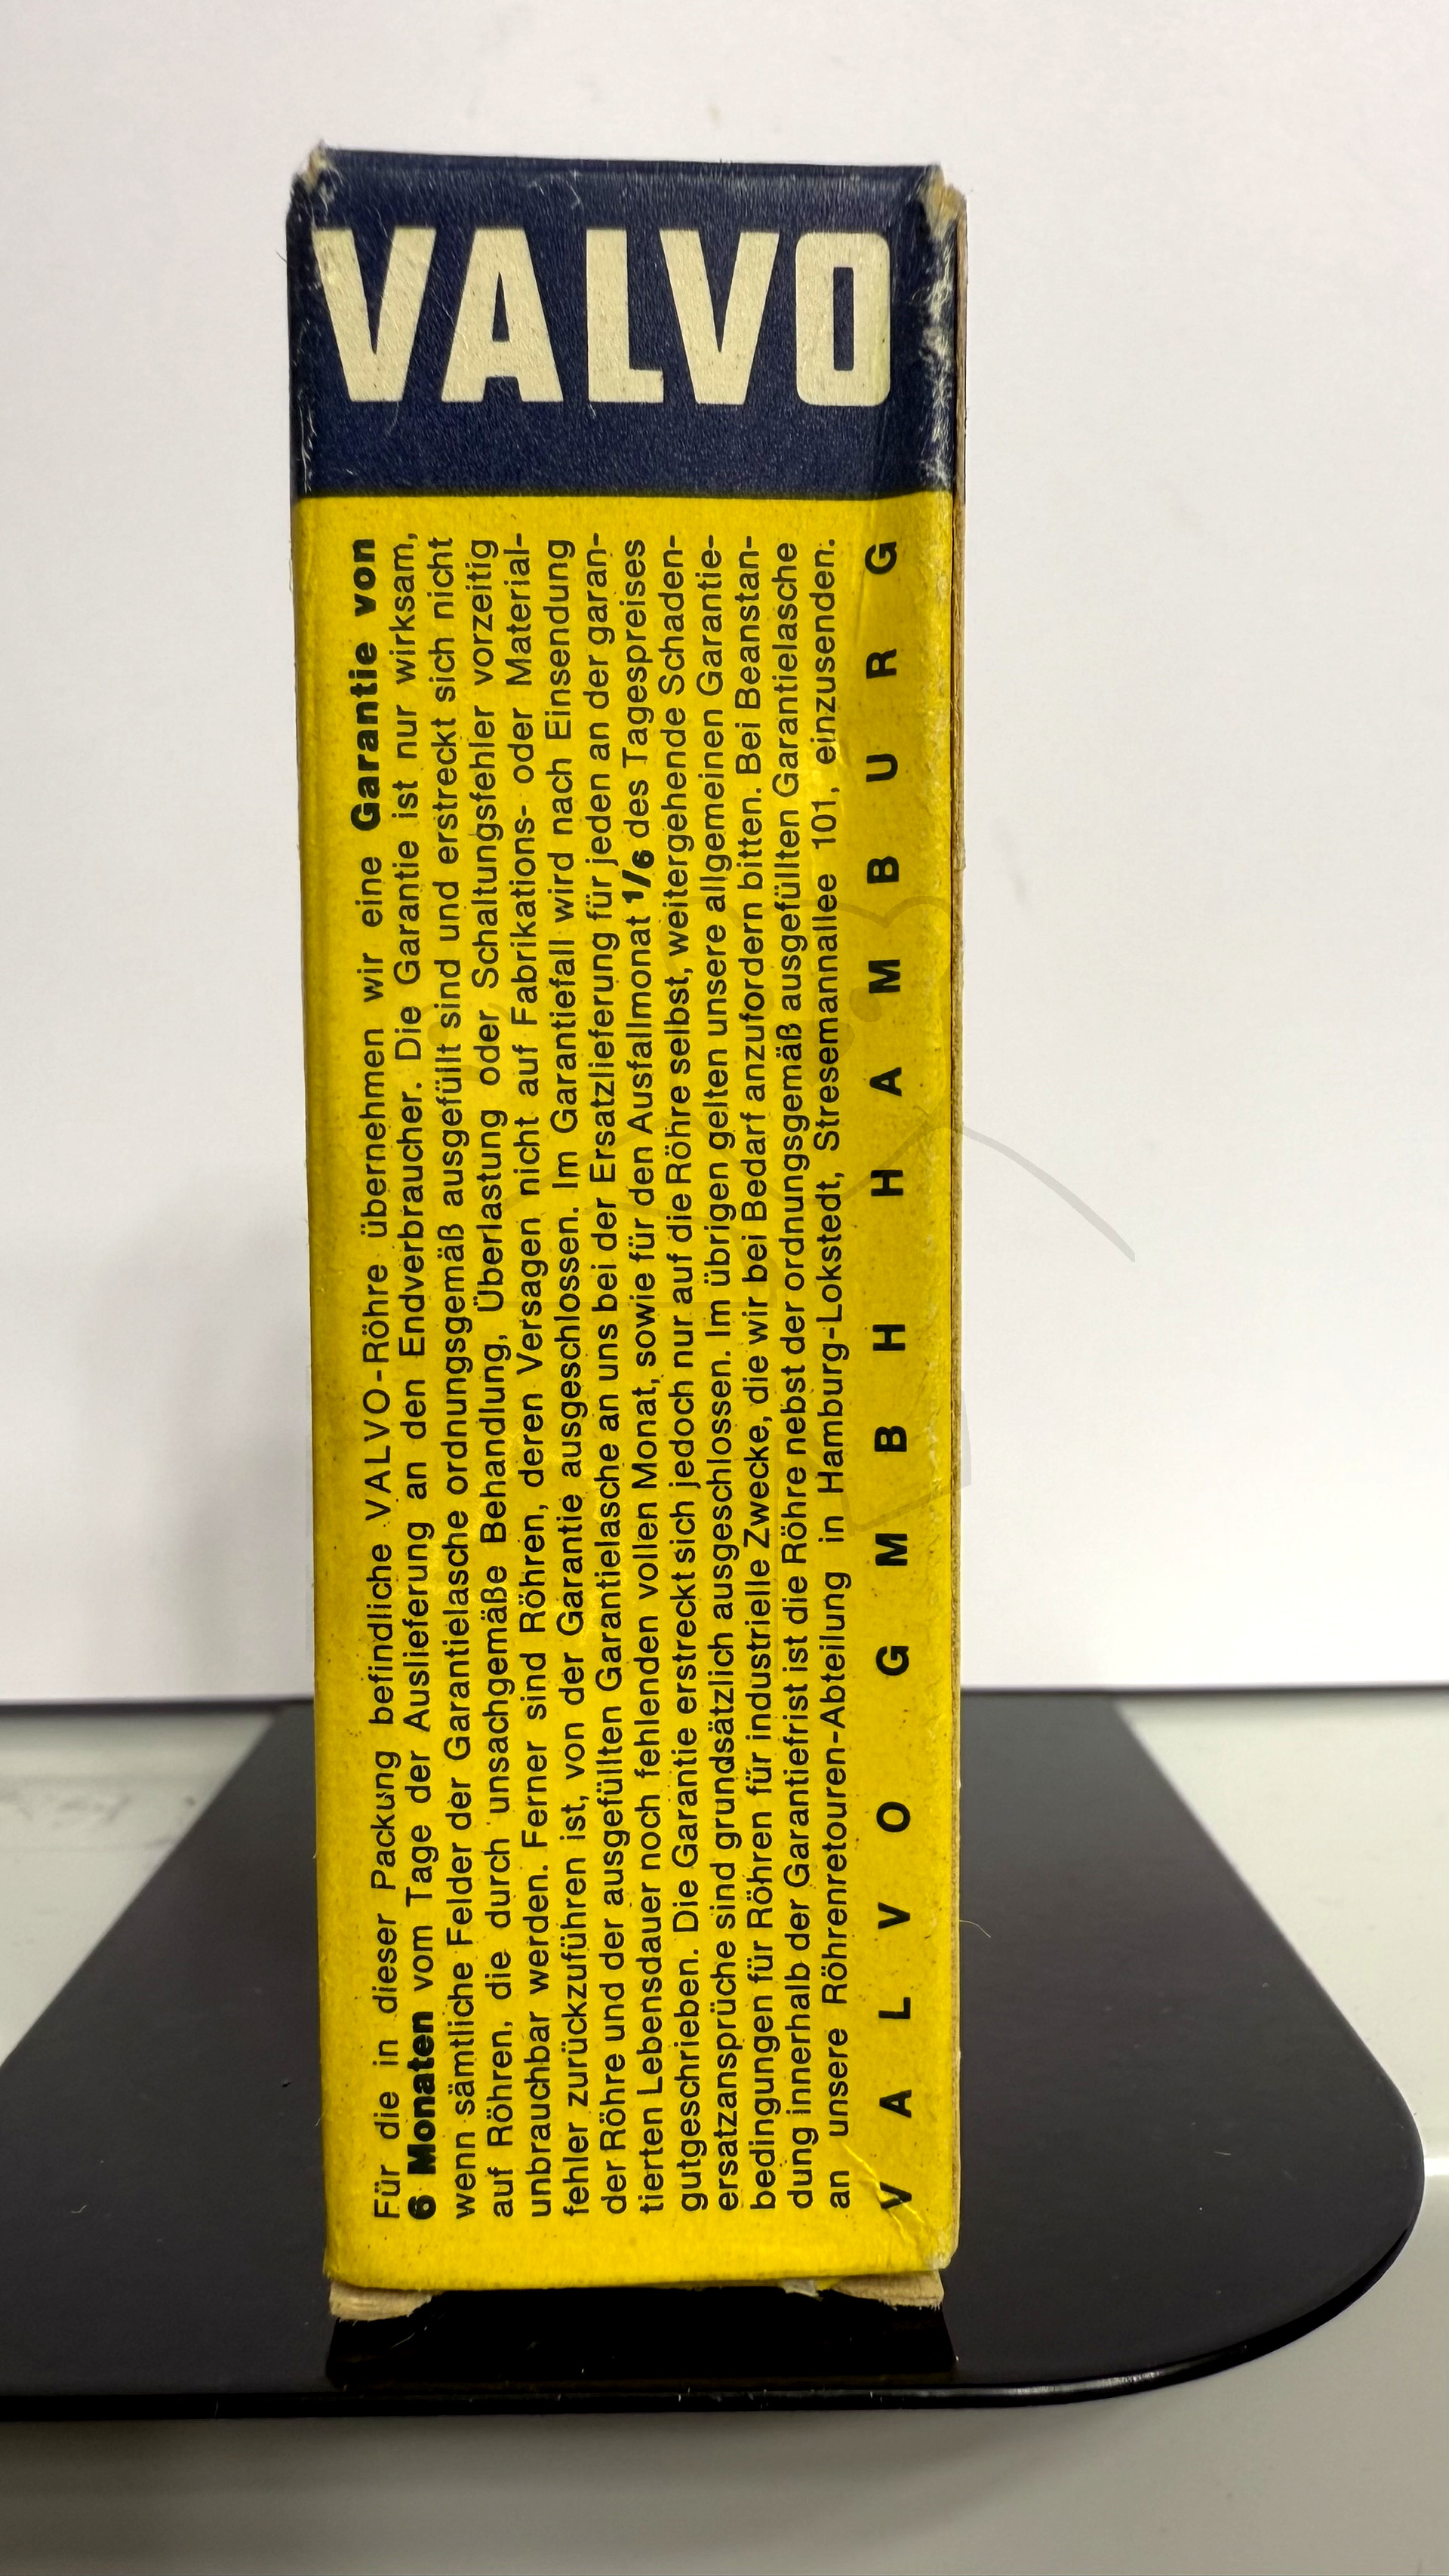 VALVO
Für die in dieser Packung befindliche VALVO-Röhre übernehmen wir eine Garantie von
6 Monaten vom Tage der Auslieferung an den Endverbraucher. Die Garantie ist nur wirksam,
wenn sämtliche Felder der Garantielasche ordnungsgemäß ausgefüllt sind und erstreckt sich nicht
auf Röhren, die durch unsachgemäße Behandlung, Überlastung oder Schaltungsfehler vorzeitig
unbrauchbar werden. Ferner sind Röhren, deren Versagen nicht auf Fabrikations- oder Material-
fehler zurückzuführen ist, von der Garantie ausgeschlossen. Im Garantiefall wird nach Einsendung
der Röhre und der ausgefüllten Garantielasche an uns bei der Ersatzlieferung für jeden an der garan-
tierten Lebensdauer noch fehlenden vollen Monat, sowie für den Ausfallmonat 1/6 des Tagespreises
gutgeschrieben. Die Garantie erstreckt sich jedoch nur auf die Röhre selbst, weitergehende Schaden-
ersatzansprüche sind grundsätzlich ausgeschlossen. Im übrigen gelten unsere allgemeinen Garantie-
bedingungen für Röhren für industrielle Zwecke, die wir bei Bedarf anzufordern bitten. Bei Beanstan-
dung innerhalb der Garantiefrist ist die Röhre nebst der ordnungsgemäß ausgefüllten Garantielasche
an unsere Röhrenretouren-Abteilung in Hamburg-Lokstedt, Stresemannallee 101, einzusenden.
VALVO GMBH HAMBURG